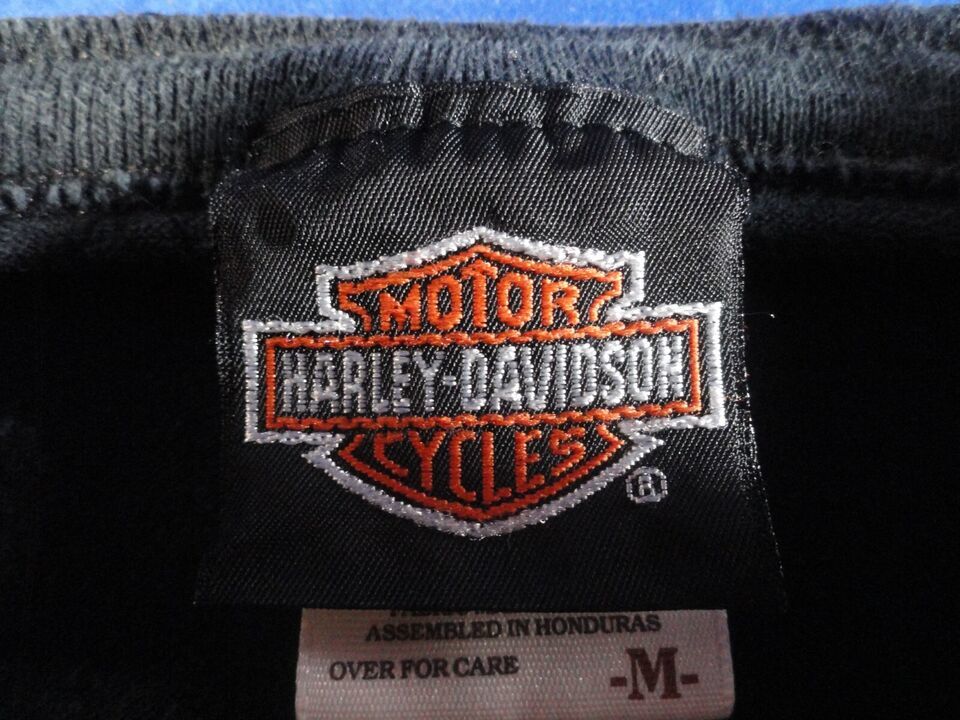 MOTOR
HARLEY-DAVIDSON
CYCLES
®
ASSEMBLED IN HONDURAS
OVER FOR CARE -M-